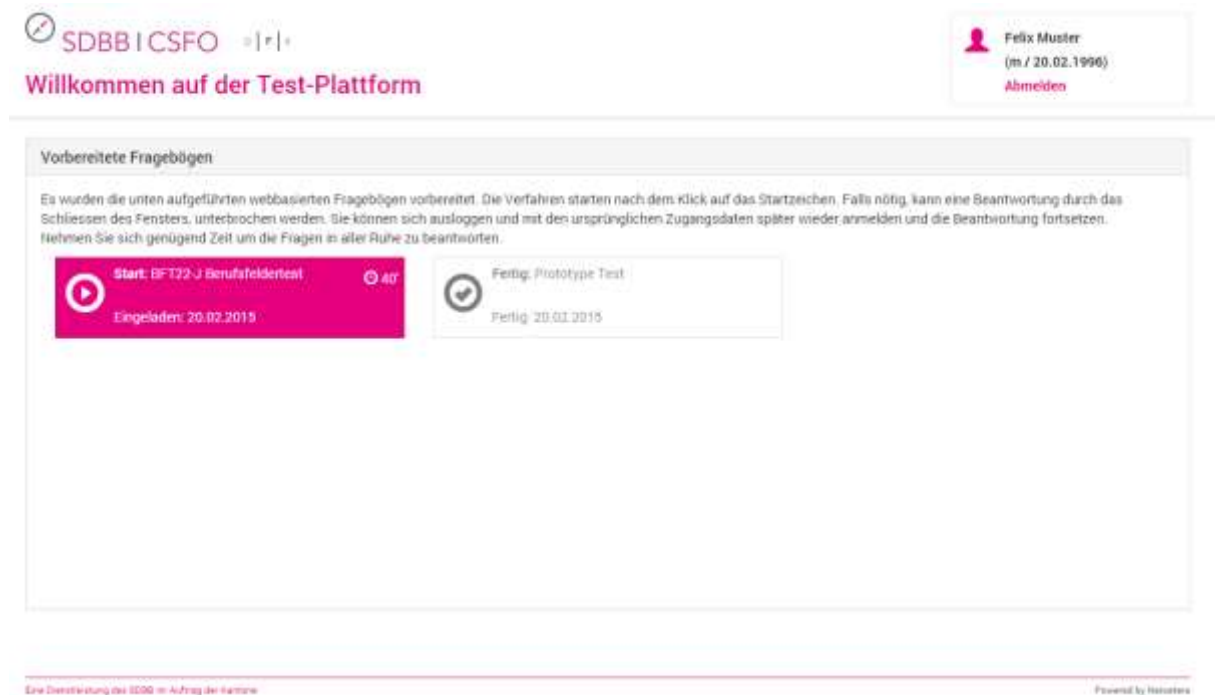 SDBB | CSFO
Willkommen auf der Test-Plattform
Felix Muster
(m / 20.02.1996)
Abmelden
Vorbereitete Fragebögen
Es wurden die unten aufgeführten webbasierten Fragebögen vorbereitet. Die Verfahren starten nach dem Klick auf das Startzeichen. Falls nötig, kann eine Beantwortung durch das
Schliessen des Fensters, unterbrochen werden. Sie können sich ausloggen und mit den ursprünglichen Zugangsdaten später wieder anmelden und die Beantwortung fortsetzen.
Nehmen Sie sich genügend Zeit um die Fragen in aller Ruhe zu beantworten.
Start: BFT22-J Berufsfeldertest
40'
Eingeladen: 20.02.2015
Fertig: Prototype Test
Fertig: 20.02.2015
Eine Dienstleistung des SDBB im Auftrag der Kantone
Powered by